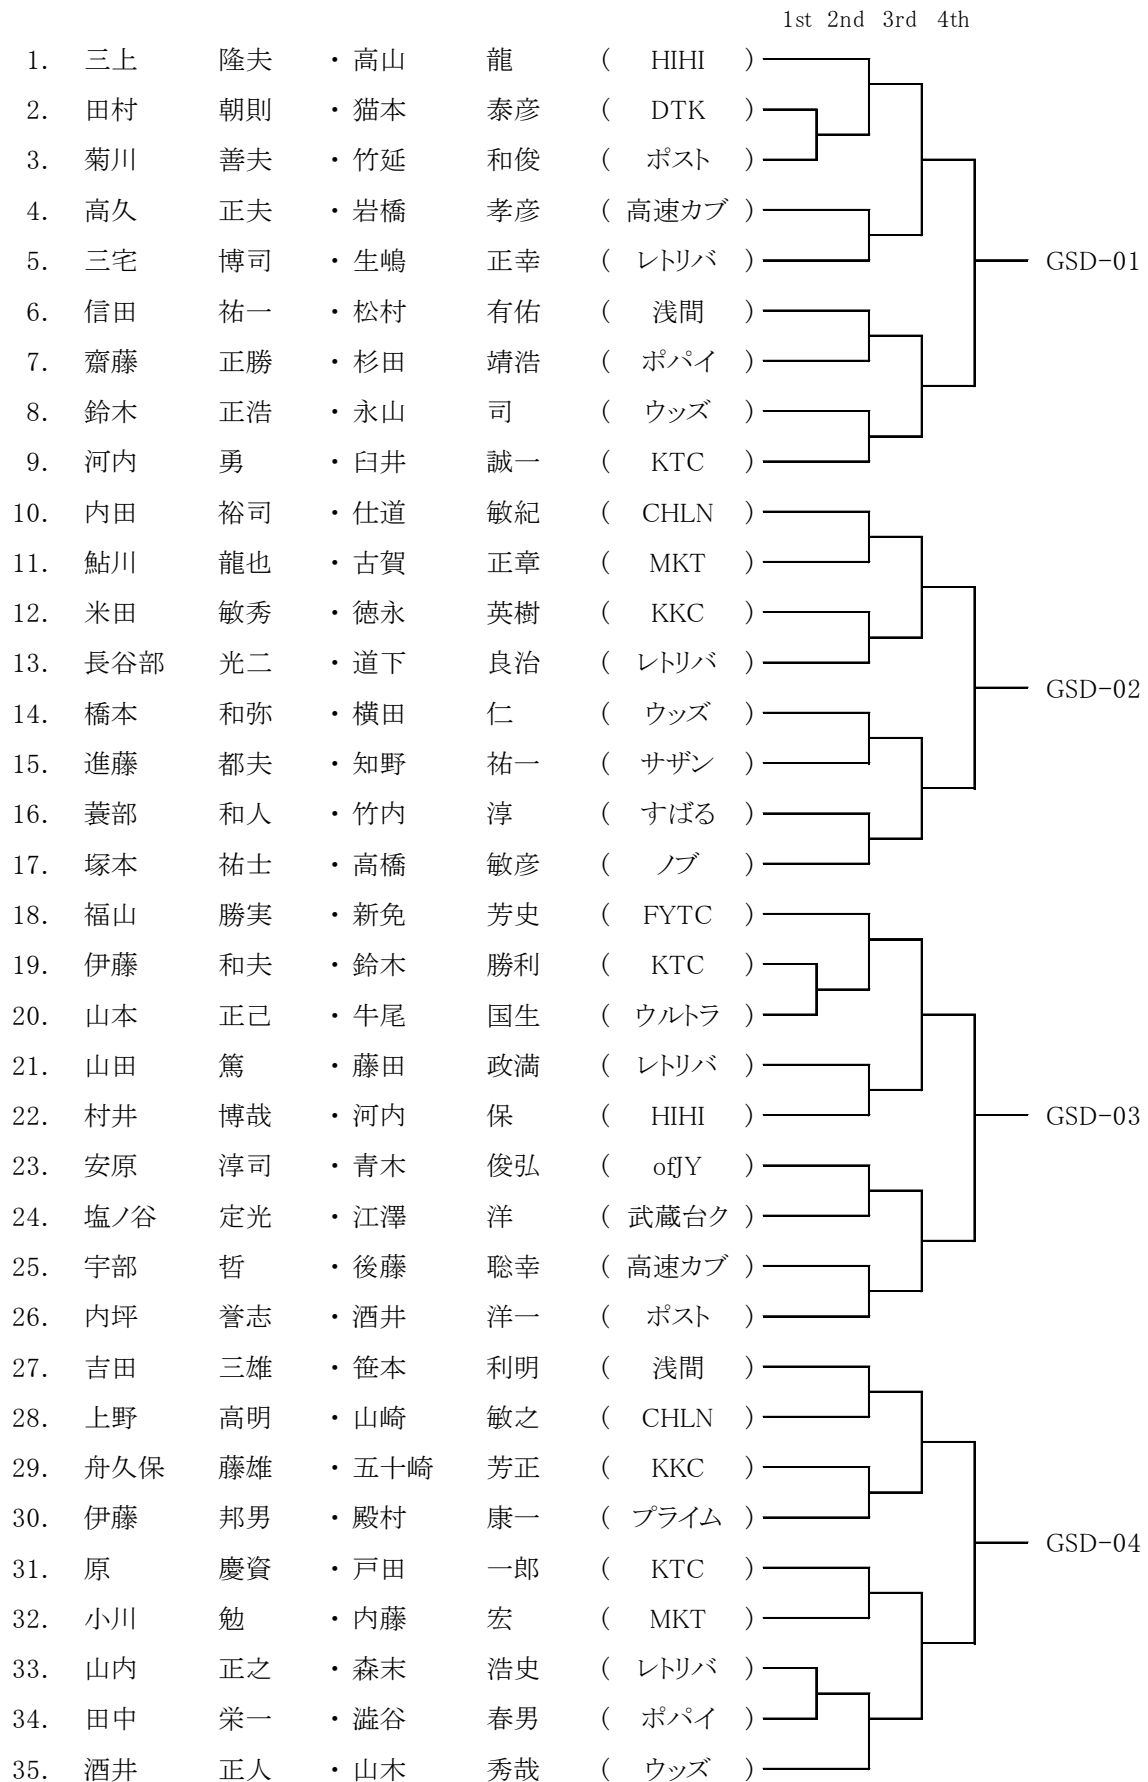 1st 2nd 3rd 4th
1. 三上 隆夫 ・高山 龍 ( HIHI )
2. 田村 朝則 ・猫本 泰彦 ( DTK )
3. 菊川 善夫 ・竹延 和俊 ( ポスト )
4. 高久 正夫 ・岩橋 孝彦 ( 高速カブ )
5. 三宅 博司 ・生嶋 正幸 ( レトリバ )
GSD-01
6. 信田 祐一 ・松村 有佑 ( 浅間 )
7. 齋藤 正勝 ・杉田 靖浩 ( ポパイ )
8. 鈴木 正浩 ・永山 司 ( ウッズ )
9. 河内 勇 ・臼井 誠一 ( KTC )
10. 内田 裕司 ・仕道 敏紀 ( CHLN )
11. 鮎川 龍也 ・古賀 正章 ( MKT )
12. 米田 敏秀 ・徳永 英樹 ( KKC )
13. 長谷部 光二 ・道下 良治 ( レトリバ )
GSD-02
14. 橋本 和弥 ・横田 仁 ( ウッズ )
15. 進藤 都夫 ・知野 祐一 ( サザン )
16. 蓑部 和人 ・竹内 淳 ( すばる )
17. 塚本 祐士 ・高橋 敏彦 ( ノブ )
18. 福山 勝実 ・新免 芳史 ( FYTC )
19. 伊藤 和夫 ・鈴木 勝利 ( KTC )
20. 山本 正己 ・牛尾 国生 ( ウルトラ )
21. 山田 篤 ・藤田 政満 ( レトリバ )
22. 村井 博哉 ・河内 保 ( HIHI )
GSD-03
23. 安原 淳司 ・青木 俊弘 ( ofJY )
24. 塩ノ谷 定光 ・江澤 洋 ( 武蔵台ク )
25. 宇部 哲 ・後藤 聡幸 ( 高速カブ )
26. 内坪 誉志 ・酒井 洋一 ( ポスト )
27. 吉田 三雄 ・笹本 利明 ( 浅間 )
28. 上野 高明 ・山崎 敏之 ( CHLN )
29. 舟久保 藤雄 ・五十崎 芳正 ( KKC )
30. 伊藤 邦男 ・殿村 康一 ( プライム )
GSD-04
31. 原 慶資 ・戸田 一郎 ( KTC )
32. 小川 勉 ・内藤 宏 ( MKT )
33. 山内 正之 ・森末 浩史 ( レトリバ )
34. 田中 栄一 ・澁谷 春男 ( ポパイ )
35. 酒井 正人 ・山木 秀哉 ( ウッズ )